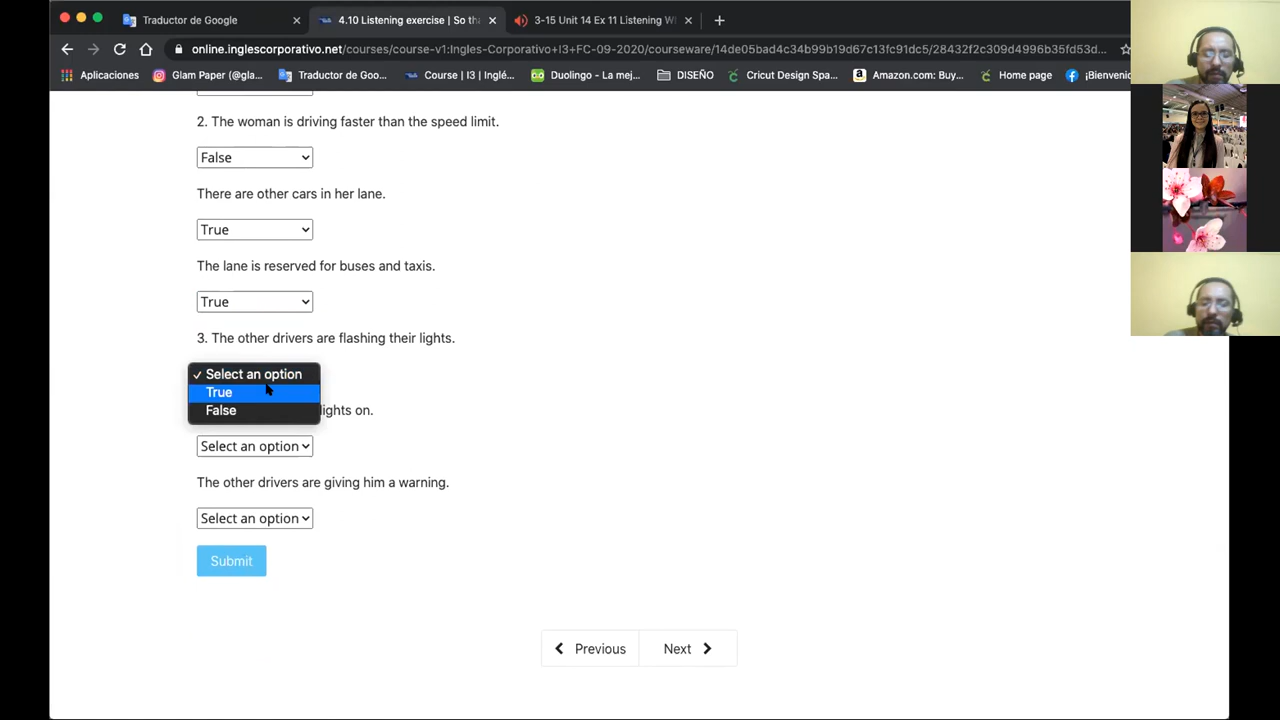 Traductor de Google
4.10 Listening exercise | So tha
3-15 Unit 14 Ex 11 Listening W
online.inglescorporativo.net/courses/course-v1:Ingles-Corporativo+I3+FC-09-2020/courseware/14de05bad4c34b99b19d67c13fc91dc5/28432f2c309d4996b35fd53d...
Aplicaciones
Glam Paper (@gla...
Traductor de Goo...
Course | I3 | Inglé...
Duolingo - La mej...
DISEÑO
Cricut Design Spa...
Amazon.com: Buy...
Home page
¡Bienvenio
2. The woman is driving faster than the speed limit.
False
There are other cars in her lane.
True
The lane is reserved for buses and taxis.
True
3. The other drivers are flashing their lights.
✓ Select an option
True
False
lights on.
Select an option
The other drivers are giving him a warning.
Select an option
Submit
Previous
Next